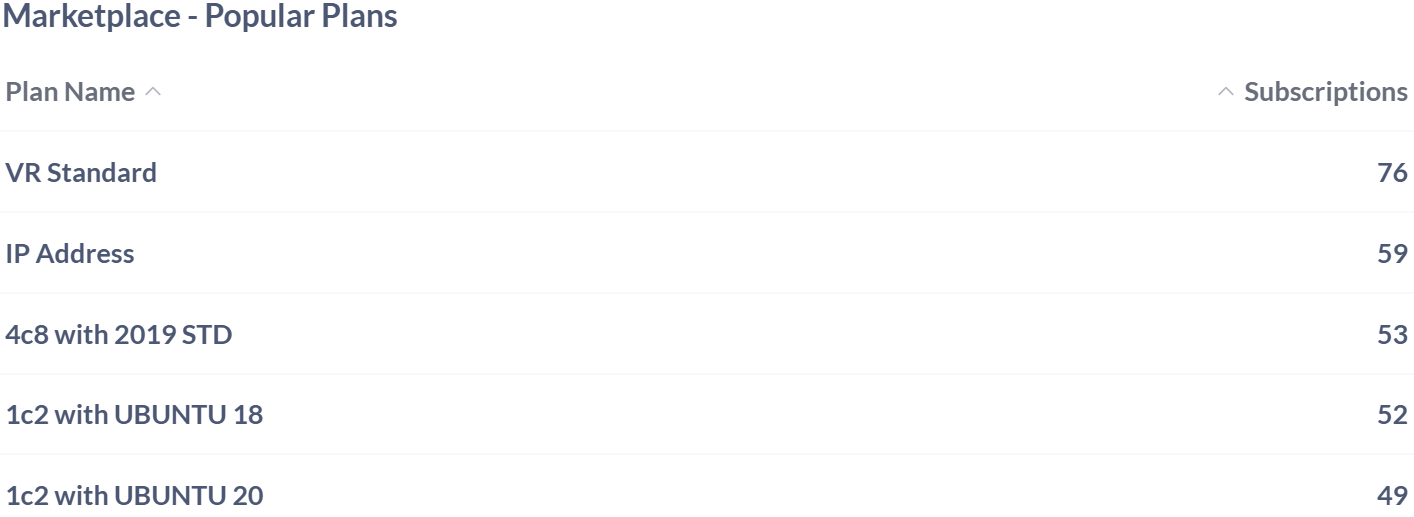 Marketplace - Popular Plans
Plan Name Subscriptions
VR Standard 76
IP Address 59
4c8 with 2019 STD 53
1c2 with UBUNTU 18 52
1c2 with UBUNTU 20 49